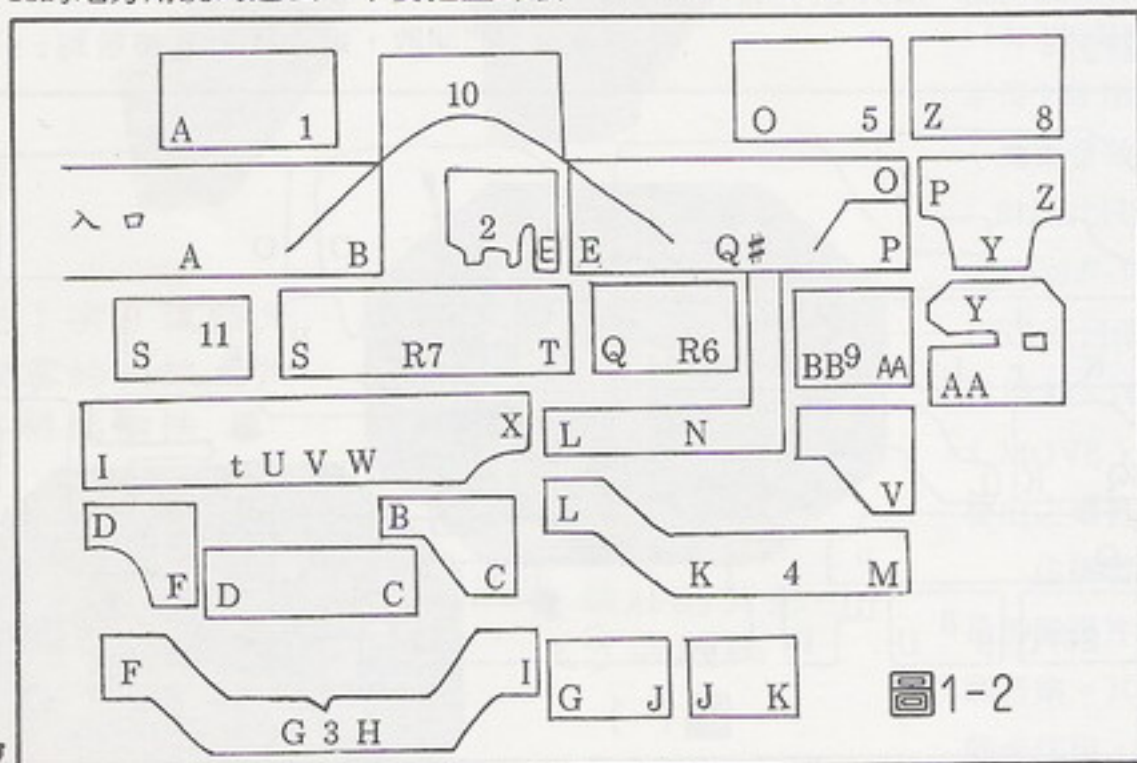 A 1
10
O 5
Z 8
入口
A B
2 E
E Q# P
O
P Z
Y
S 11
S R7 T
Q R6
BB9 AA
Y
AA
I t U V W X
L N
V
D
F
D C
B
C
L
K 4 M
F I
G 3 H
G J
J K
圖1-2